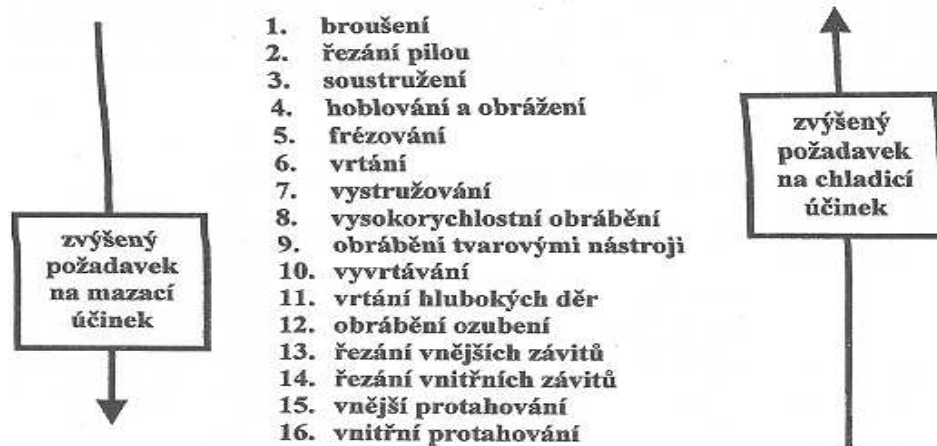 1. broušení
2. řezání pilou
3. soustružení
4. hoblování a obrážení
5. frézování
6. vrtání
7. vystružování
8. vysokorychlostní obrábění
9. obrábění tvarovými nástroji
10. vyvrtávání
11. vrtání hlubokých děr
12. obrábění ozubení
13. řezání vnějších závitů
14. řezání vnitřních závitů
15. vnější protahování
16. vnitřní protahování
zvýšený
požadavek
na mazací
účinek
zvýšený
požadavek
na chladicí
účinek